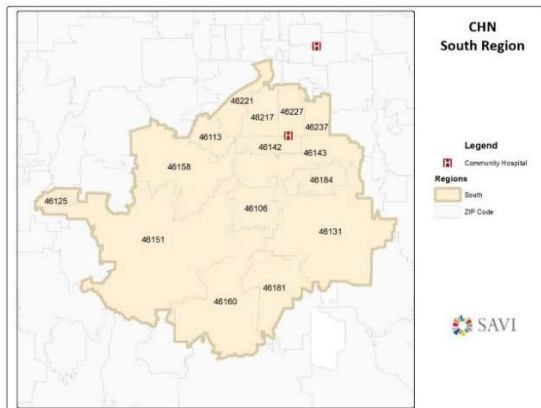 CHN
South Region
46221
46217
46227
46237
46113
46142
46143
46158
46184
46125
46106
46151
46131
46160
46181
Legend
H Community Hospital
Regions
South
ZIP Code
SAVI